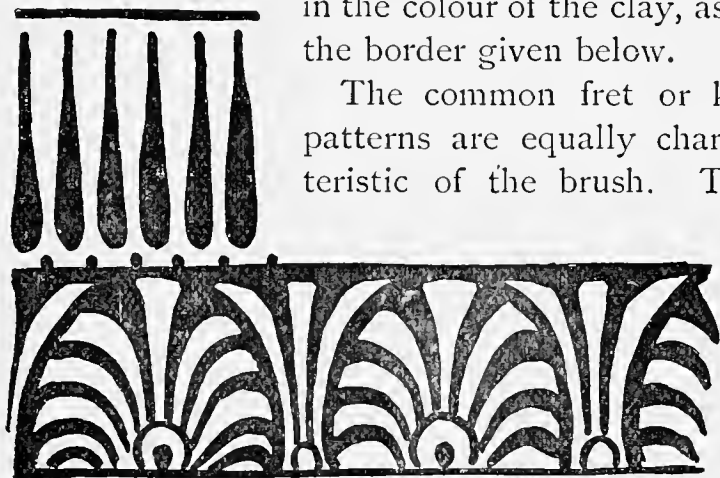 in the colour of the clay, as
the border given below.
The common fret or
patterns are equally char
teristic of the brush. T